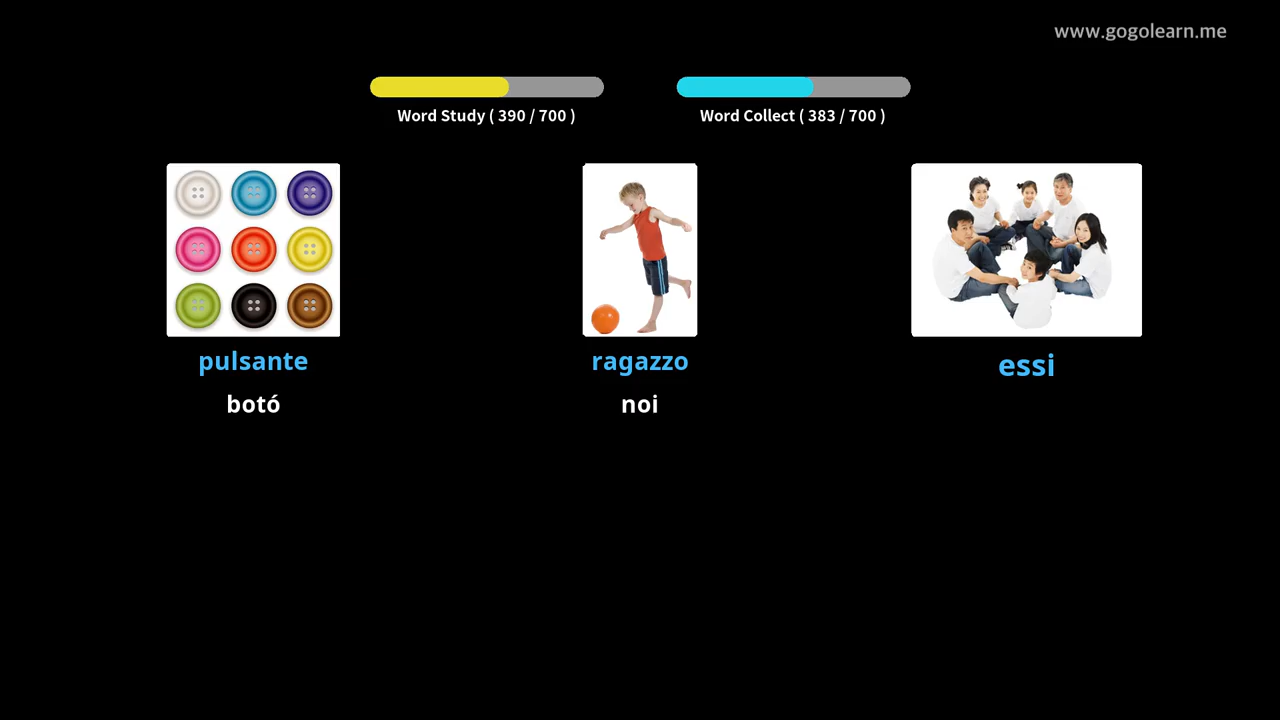 www.gogolearn.me
Word Study ( 390 / 700 )
Word Collect ( 383 / 700 )
pulsante
ragazzo
essi
botó
noi